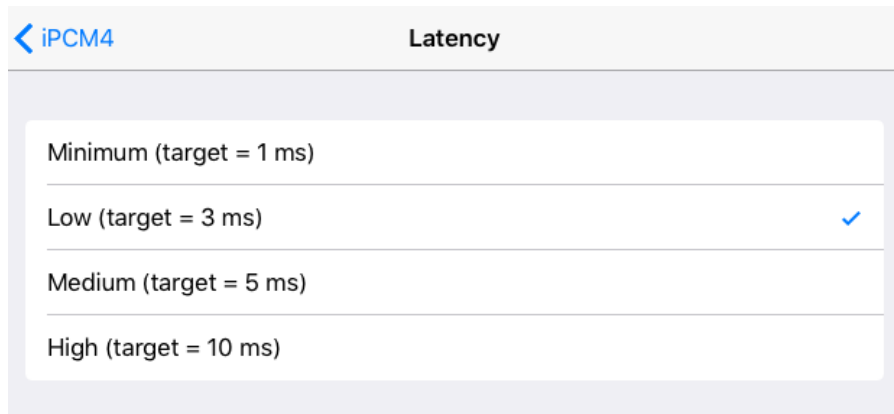 iPCM4
Latency
Minimum (target = 1 ms)
Low (target = 3 ms)
Medium (target = 5 ms)
High (target = 10 ms)